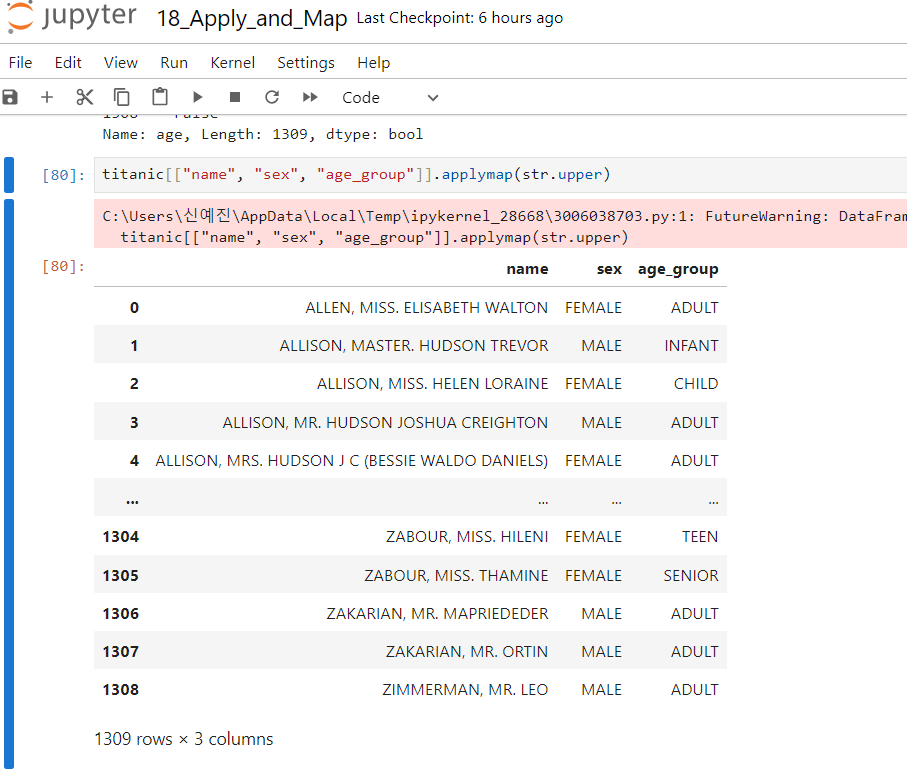 jupyter 18_Apply_and_Map Last Checkpoint: 6 hours ago
File Edit View Run Kernel Settings Help
Code
Name: age, Length: 1309, dtype: bool
[80]: titanic[["name", "sex", "age_group"]].applymap(str.upper)
C:\Users\신예진\AppData\Local\Temp\ipykernel_28668\3006038703.py:1: FutureWarning: DataFram
titanic[["name", "sex", "age_group"]].applymap(str.upper)
[80]:
name sex age_group
0 ALLEN, MISS. ELISABETH WALTON FEMALE ADULT
1 ALLISON, MASTER. HUDSON TREVOR MALE INFANT
2 ALLISON, MISS. HELEN LORAINE FEMALE CHILD
3 ALLISON, MR. HUDSON JOSHUA CREIGHTON MALE ADULT
4 ALLISON, MRS. HUDSON J C (BESSIE WALDO DANIELS) FEMALE ADULT
... ... ... ...
1304 ZABOUR, MISS. HILENI FEMALE TEEN
1305 ZABOUR, MISS. THAMINE FEMALE SENIOR
1306 ZAKARIAN, MR. MAPRIEDEDER MALE ADULT
1307 ZAKARIAN, MR. ORTIN MALE ADULT
1308 ZIMMERMAN, MR. LEO MALE ADULT
1309 rows × 3 columns